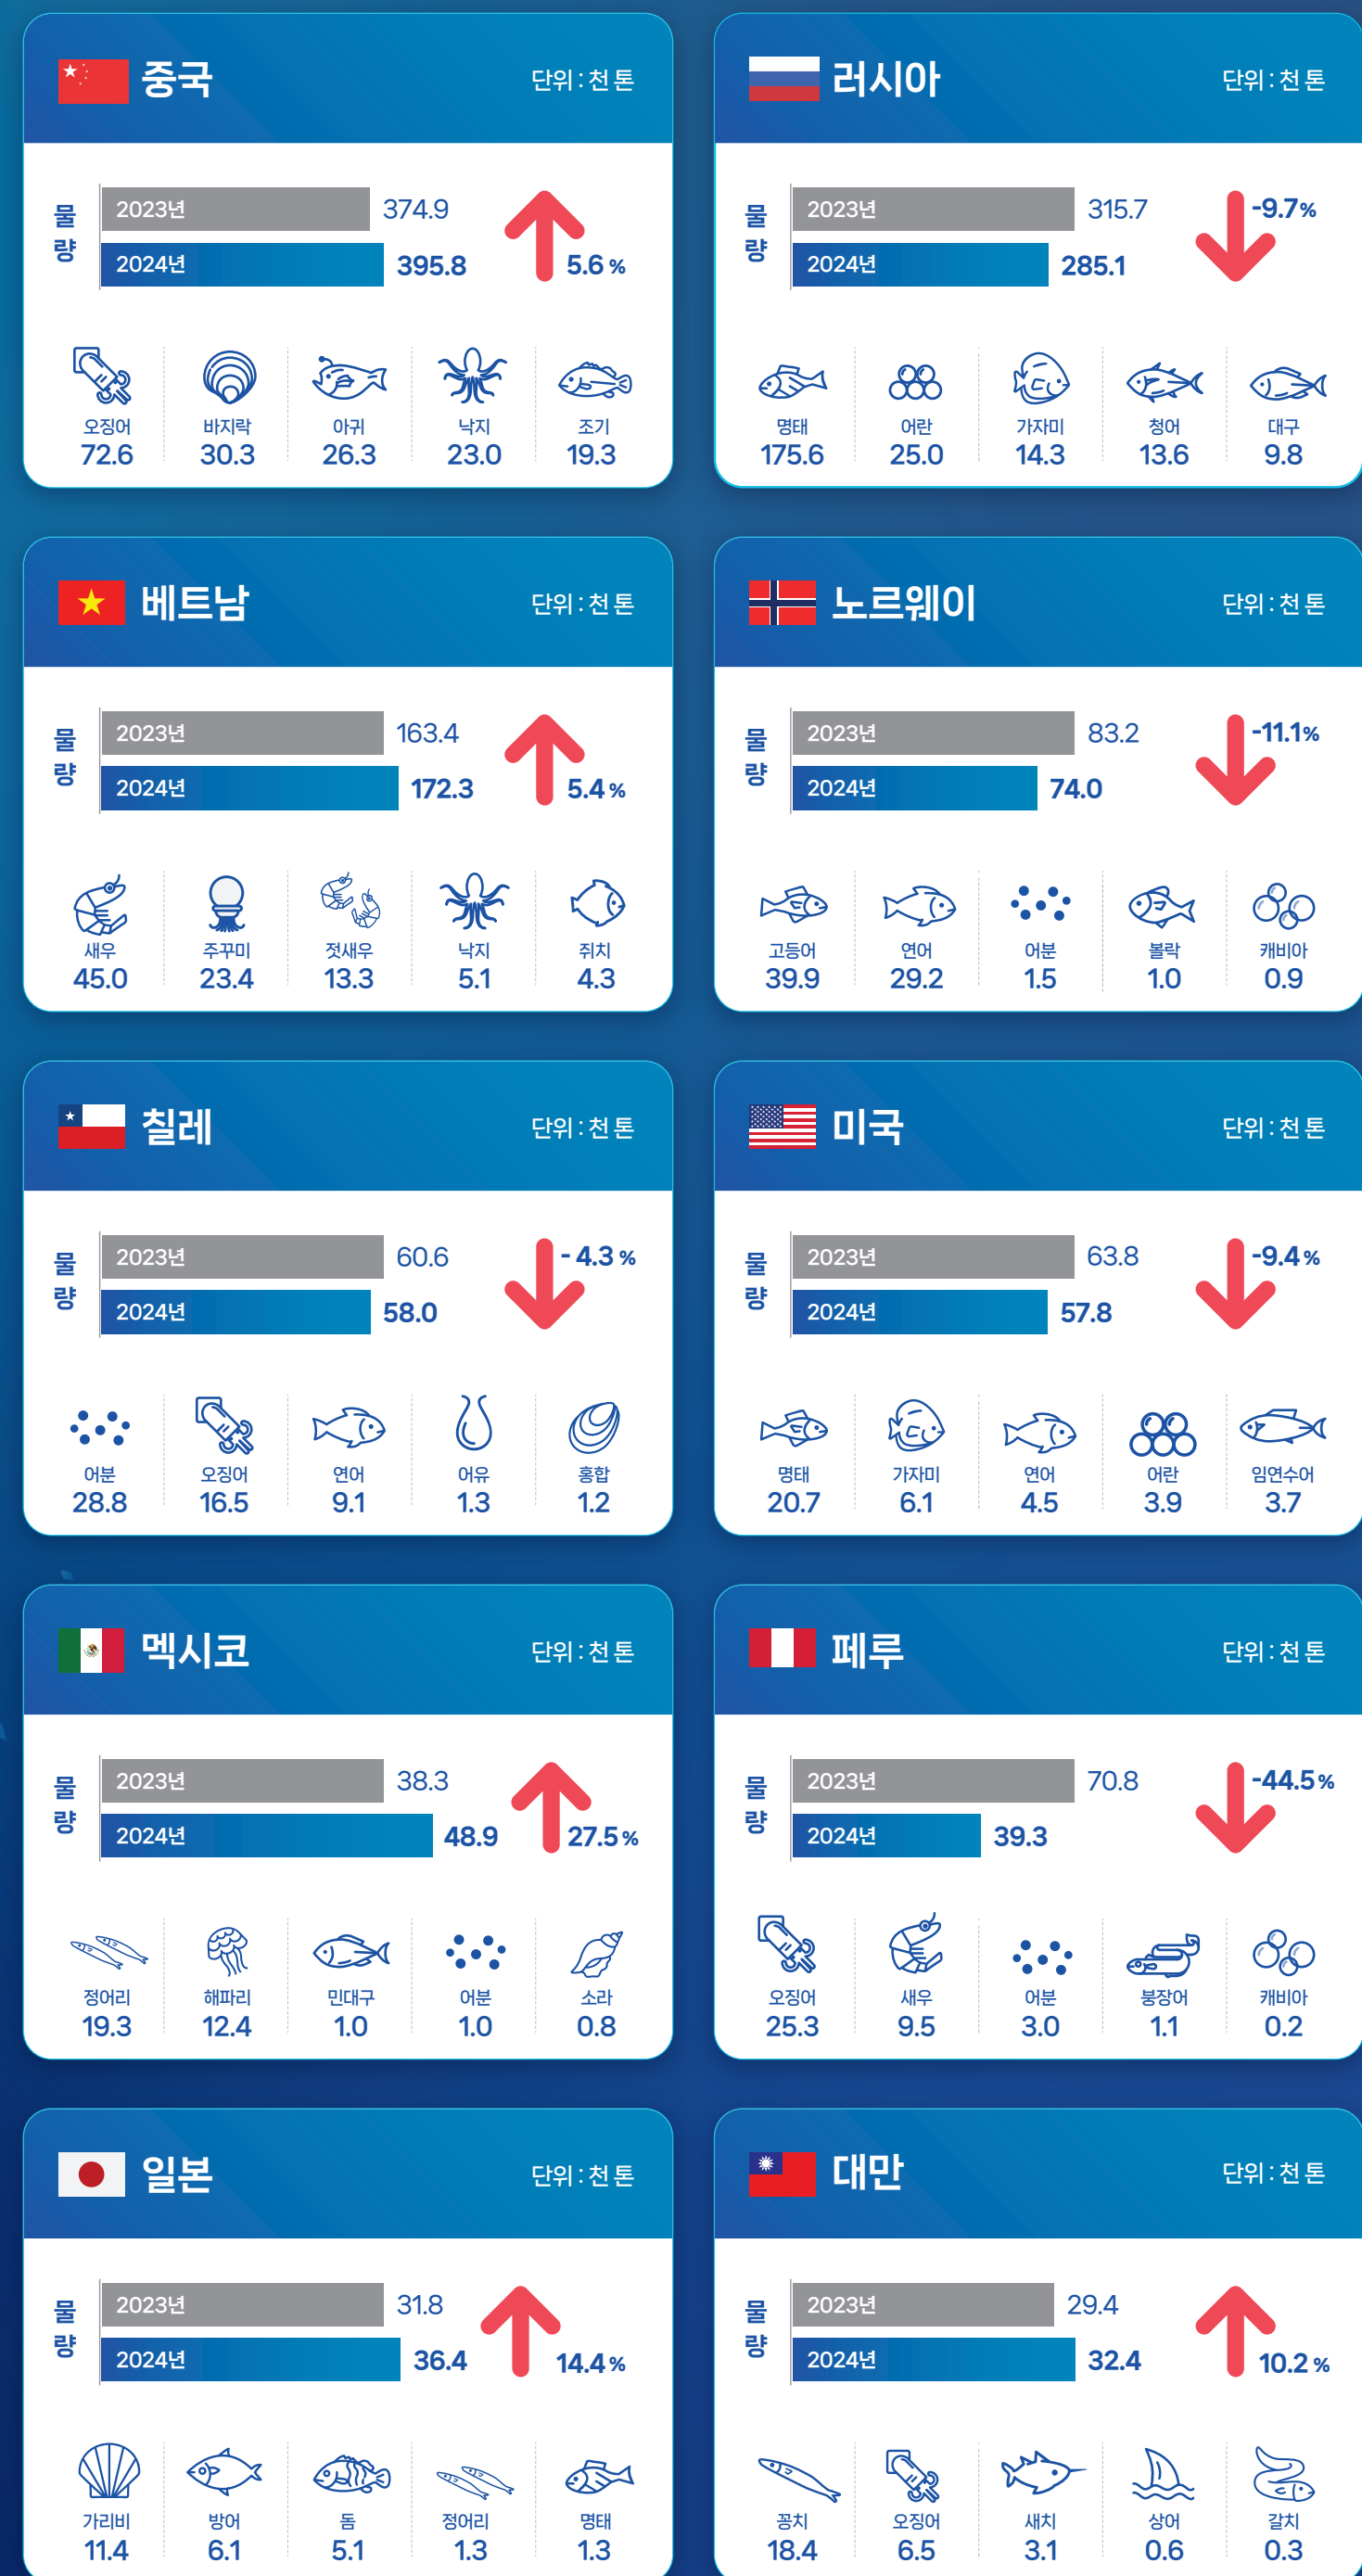 중국 단위 : 천 톤
물량
2023년 374.9
2024년 395.8
5.6 %
오징어 바지락 아귀 낙지 조기
72.6 30.3 26.3 23.0 19.3
러시아 단위 : 천 톤
물량
2023년 315.7
2024년 285.1
-9.7%
명태 어란 가자미 청어 대구
175.6 25.0 14.3 13.6 9.8
베트남 단위 : 천 톤
물량
2023년 163.4
2024년 172.3
5.4 %
새우 주꾸미 젓새우 낙지 쥐치
45.0 23.4 13.3 5.1 4.3
노르웨이 단위 : 천 톤
물량
2023년 83.2
2024년 74.0
-11.1%
고등어 연어 어분 볼락 캐비아
39.9 29.2 1.5 1.0 0.9
칠레 단위 : 천 톤
물량
2023년 60.6
2024년 58.0
- 4.3 %
어분 오징어 연어 어유 홍합
28.8 16.5 9.1 1.3 1.2
미국 단위 : 천 톤
물량
2023년 63.8
2024년 57.8
-9.4%
명태 가자미 연어 어란 임연수어
20.7 6.1 4.5 3.9 3.7
멕시코 단위 : 천 톤
물량
2023년 38.3
2024년 48.9
27.5%
정어리 해파리 민대구 어분 소라
19.3 12.4 1.0 1.0 0.8
페루 단위 : 천 톤
물량
2023년 70.8
2024년 39.3
-44.5%
오징어 새우 어분 붕장어 캐비아
25.3 9.5 3.0 1.1 0.2
일본 단위 : 천 톤
물량
2023년 31.8
2024년 36.4
14.4%
가리비 방어 돔 정어리 명태
11.4 6.1 5.1 1.3 1.3
대만 단위 : 천 톤
물량
2023년 29.4
2024년 32.4
10.2 %
꽁치 오징어 새치 상어 갈치
18.4 6.5 3.1 0.6 0.3